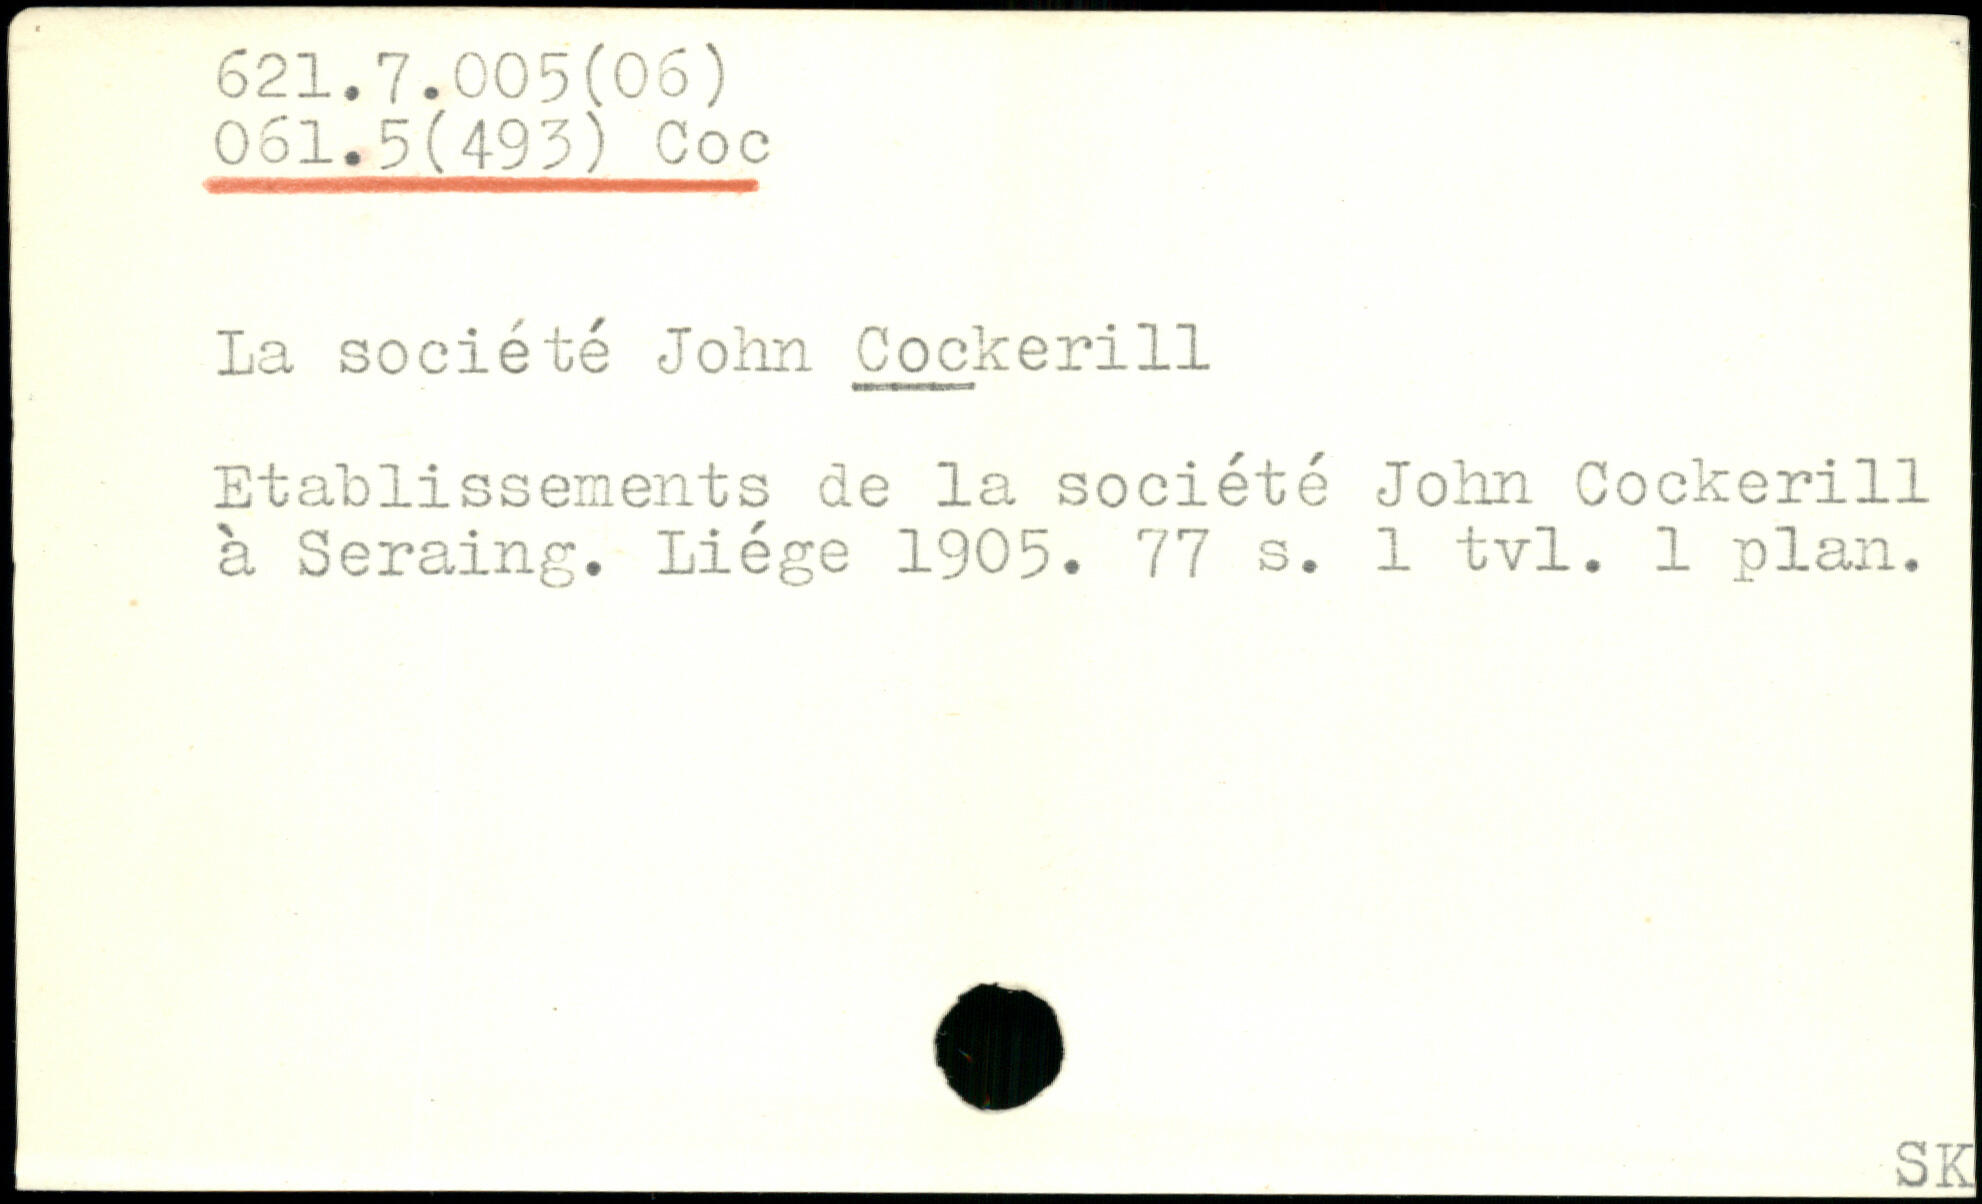 621.7.005(06)
061.5(493) Coc
La société John Cockerill
Etablissements de la société John Cockerill
à Seraing. Liége 1905. 77 s. 1 tvl. 1 plan.
SK